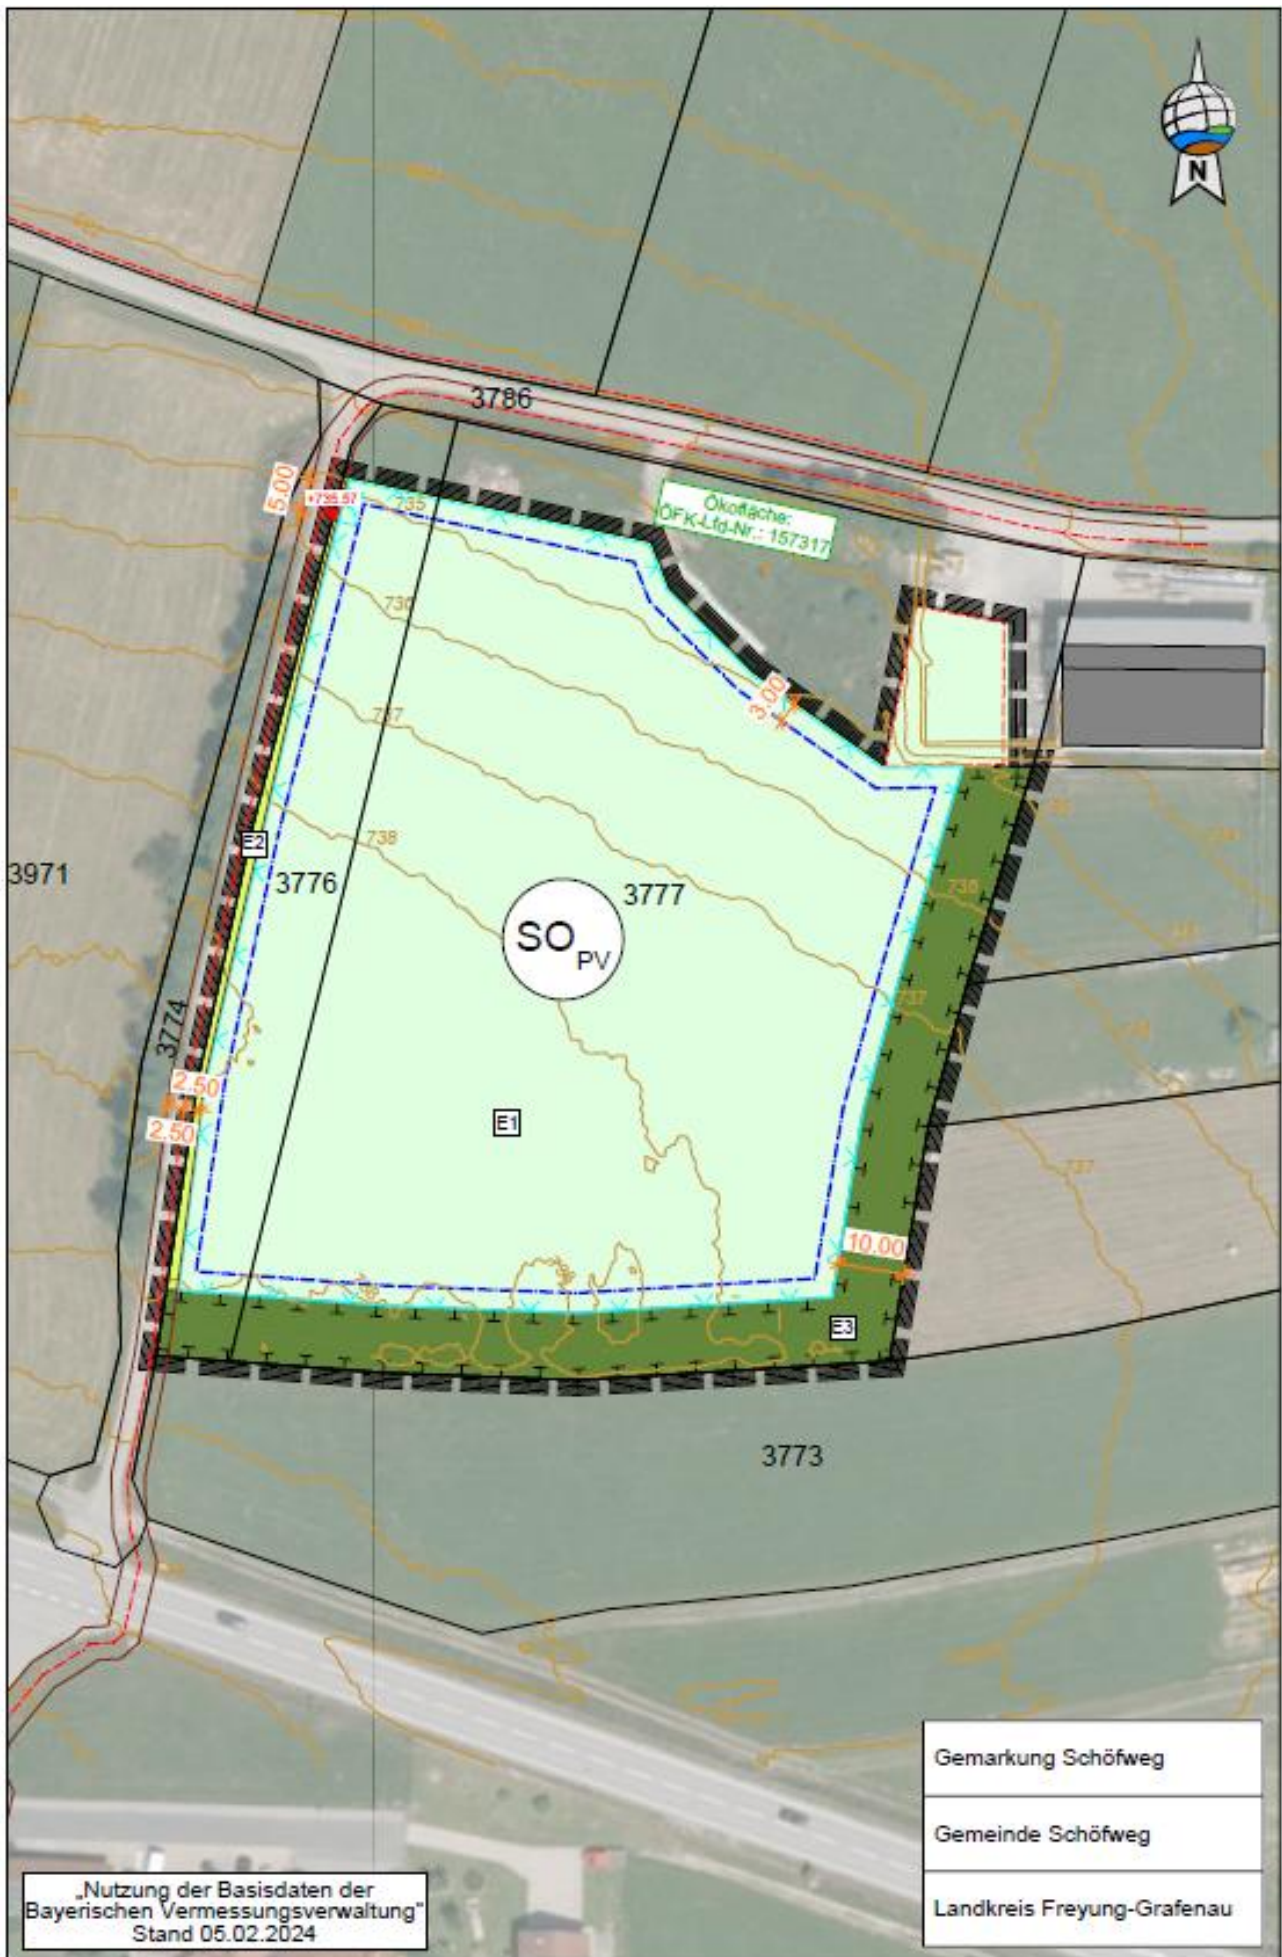 N
3786
5.00
+735.57
735
Ökofläche:
ÖFK-Lfd-Nr.: 157317
736
3.00
737
738
E2
3971
3776
3777
736
SO
PV
737
3774
2.50
E1
2.50
737
10.00
738
E3
3773
Gemarkung Schöfweg
Gemeinde Schöfweg
Landkreis Freyung-Grafenau
„Nutzung der Basisdaten der
Bayerischen Vermessungsverwaltung"
Stand 05.02.2024